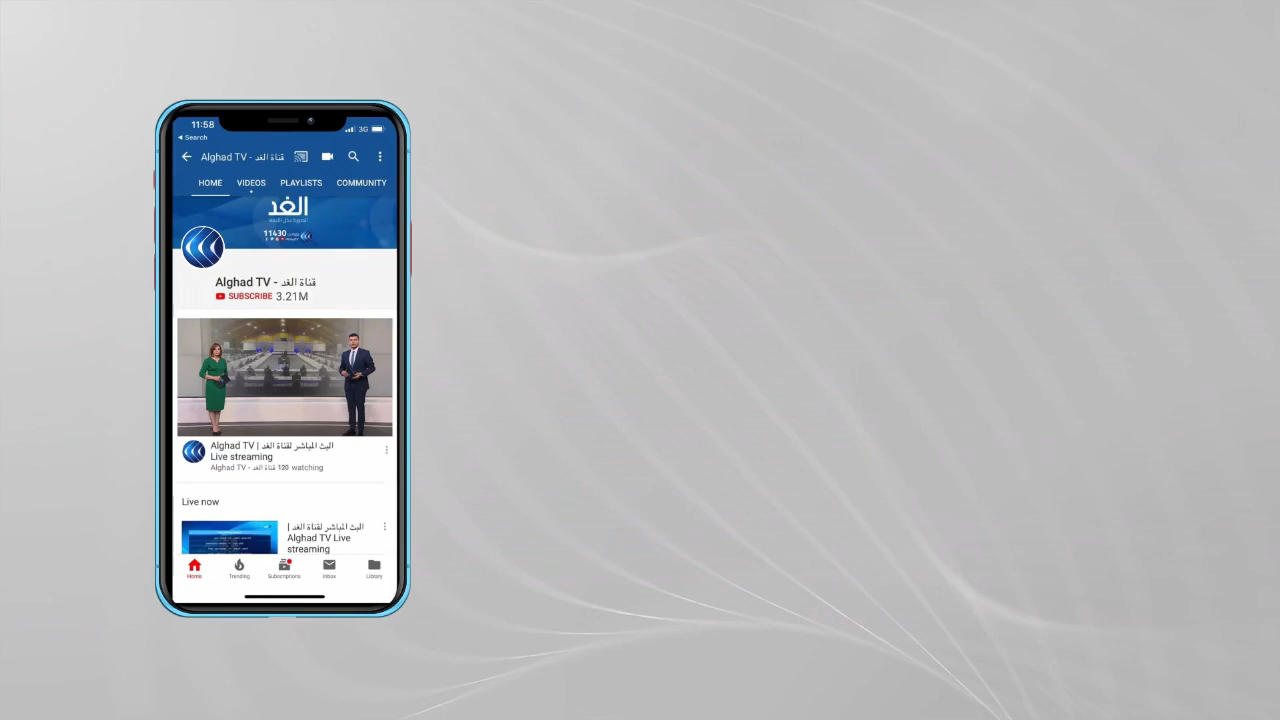 11:58
3G
Search
Alghad TV - قناة الغد
HOME
VIDEOS
PLAYLISTS
COMMUNITY
الغد
11430
Alghad TV - قناة الغد
SUBSCRIBE 3.21M
Alghad TV | البث المباشر لقناة الغد
Live streaming
Alghad TV - قناة الغد 120 watching
Live now
البث المباشر لقناة الغد |
Alghad TV Live
streaming
Home
Trending
Subscriptions
Inbox
Library